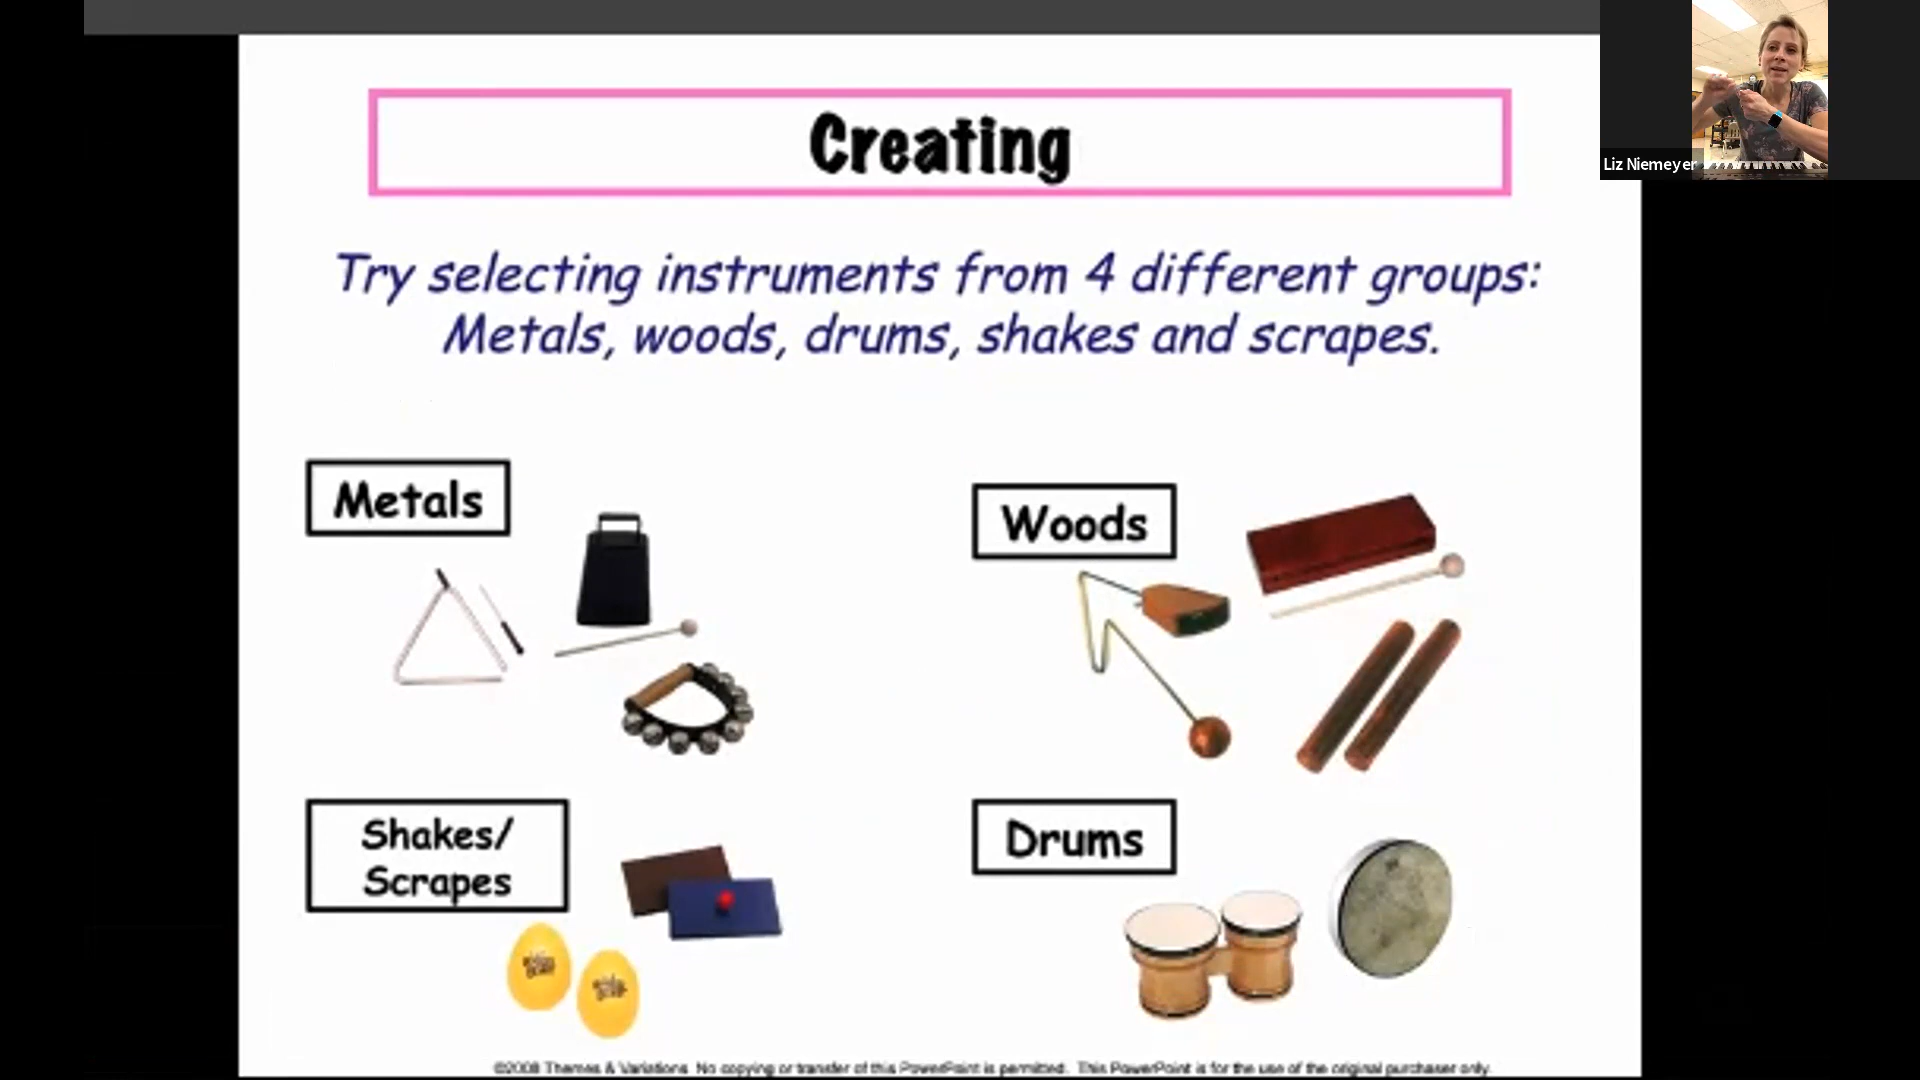 Creating
Liz Niemeyer
Try selecting instruments from 4 different groups:
Metals, woods, drums, shakes and scrapes.
Metals
Woods
Shakes/
Scrapes
Drums
©2008 Themes & Variations. No copying or transfer of this PowerPoint is permitted. This PowerPoint is for the use of the original purchaser only.